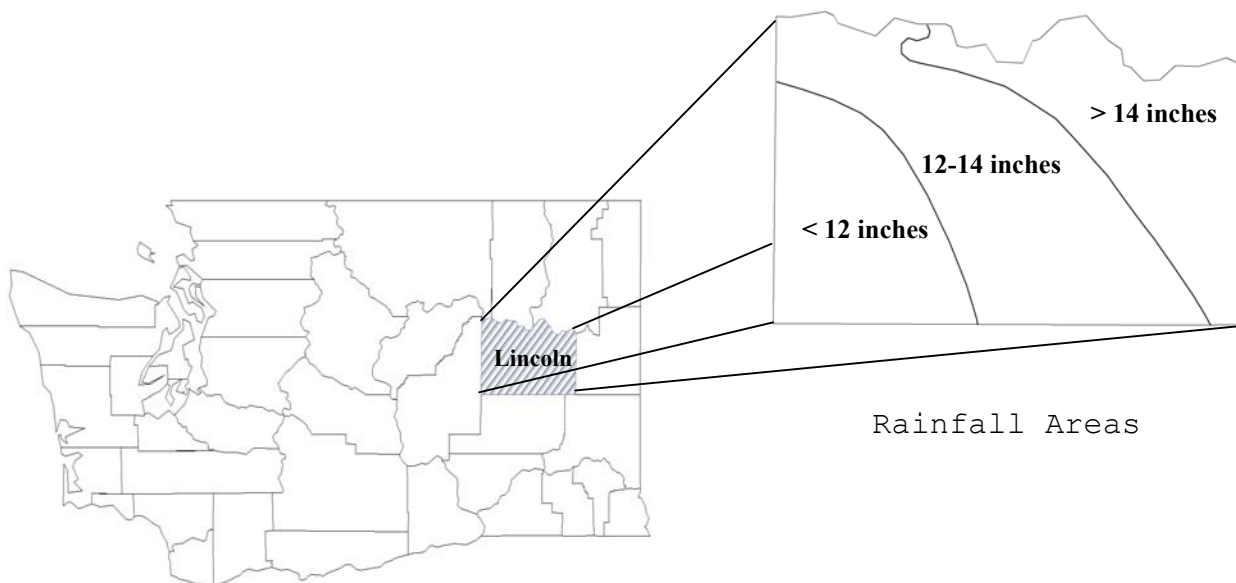 > 14 inches
12-14 inches
< 12 inches
Lincoln
Rainfall Areas